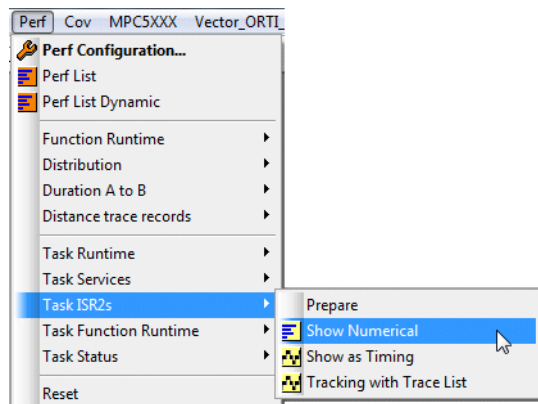 Perf Cov MPC5XXX Vector_ORTI_
Perf Configuration...
Perf List
Perf List Dynamic
Function Runtime
Distribution
Duration A to B
Distance trace records
Task Runtime
Task Services
Task ISR2s
Task Function Runtime
Task Status
Reset
Prepare
Show Numerical
Show as Timing
Tracking with Trace List